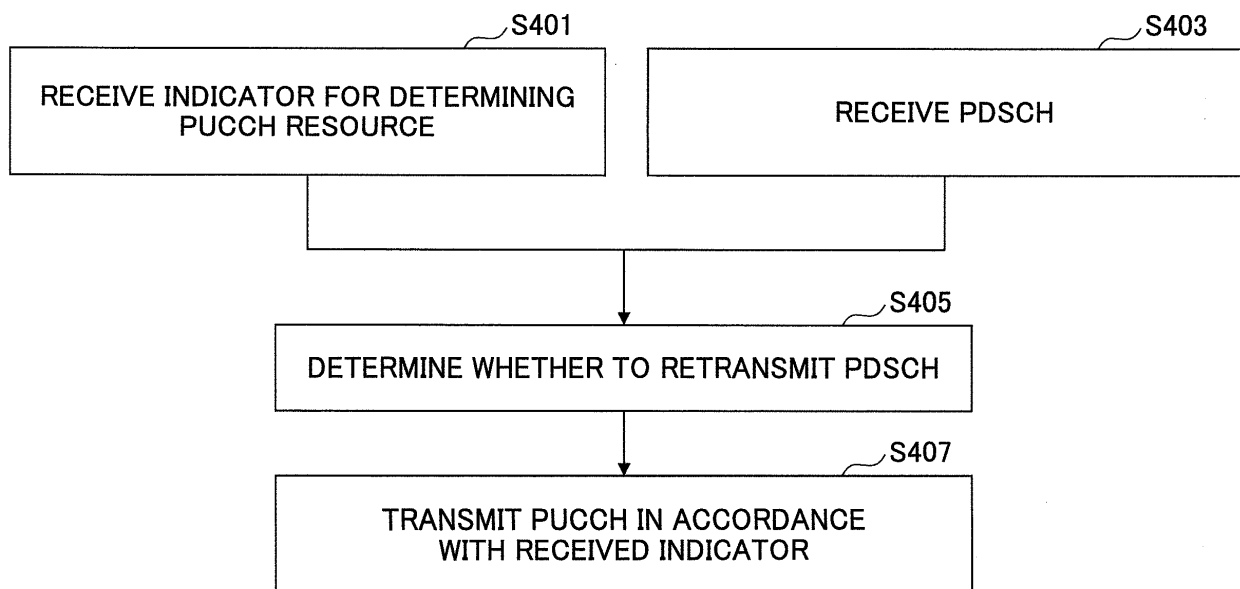 S401
RECEIVE INDICATOR FOR DETERMINING
PUCCH RESOURCE
S403
RECEIVE PDSCH
S405
DETERMINE WHETHER TO RETRANSMIT PDSCH
S407
TRANSMIT PUCCH IN ACCORDANCE
WITH RECEIVED INDICATOR